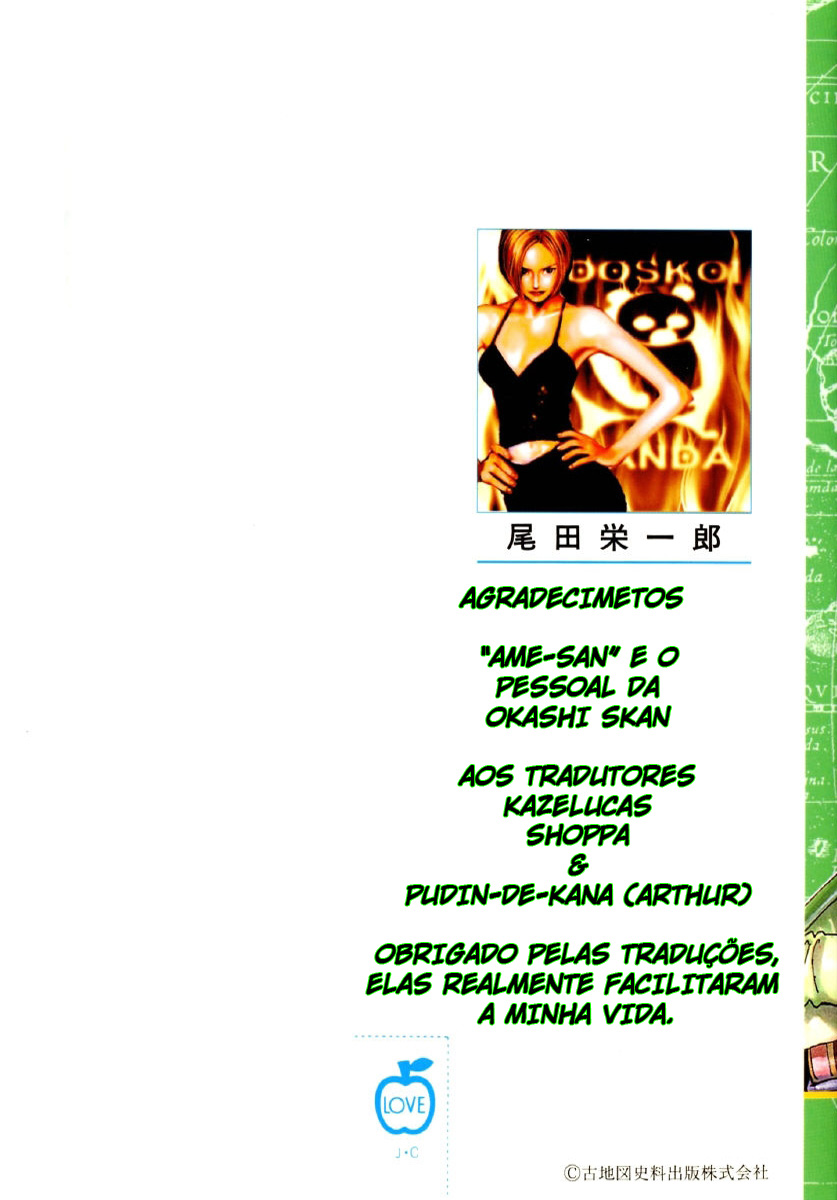 DOSKOI
PANDA
尾田栄一郎
AGRADECIMETOS
"AME-SAN" E O
PESSOAL DA
OKASHI SKAN
AOS TRADUTORES
KAZELUCAS
SHOPPA
&
PUDIN-DE-KANA (ARTHUR)
OBRIGADO PELAS TRADUÇÕES,
ELAS REALMENTE FACILITARAM
A MINHA VIDA.
LOVE
J・C
©古地図史料出版株式会社